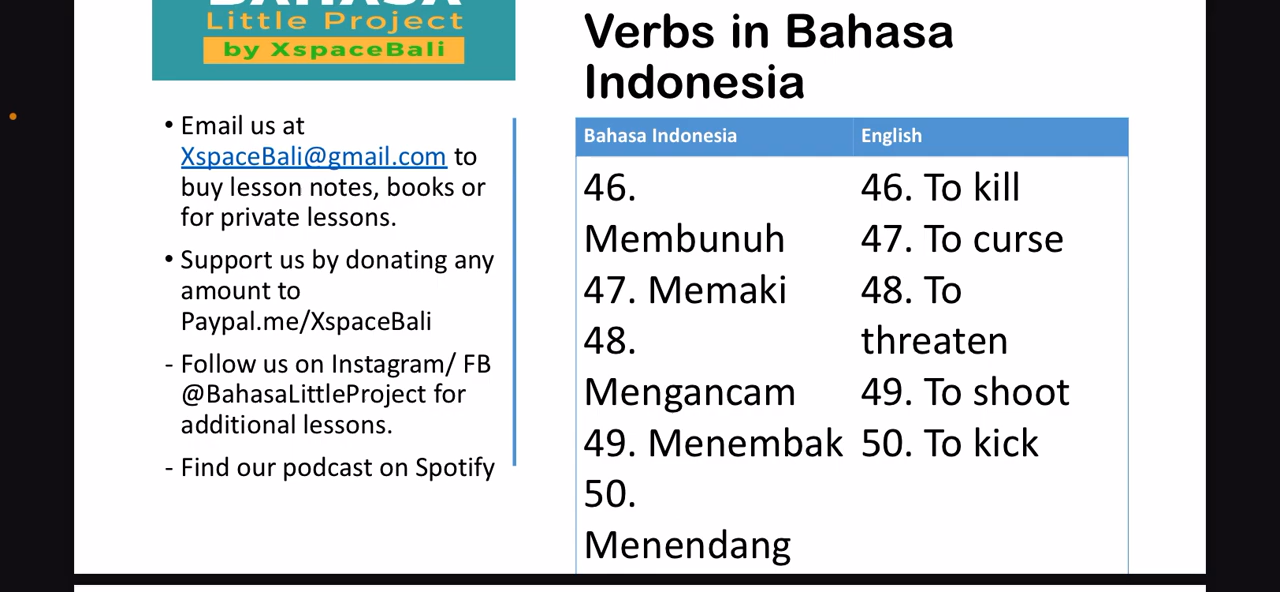 BAHASA
Little Project
by XspaceBali
• Email us at
XspaceBali@gmail.com to
buy lesson notes, books or
for private lessons.
• Support us by donating any
amount to
Paypal.me/XspaceBali
- Follow us on Instagram/ FB
@BahasaLittleProject for
additional lessons.
- Find our podcast on Spotify
Verbs in Bahasa
Indonesia
Bahasa Indonesia
46.
Membunuh
47. Memaki
48.
Mengancam
49. Menembak
50.
Menendang
English
46. To kill
47. To curse
48. To
threaten
49. To shoot
50. To kick